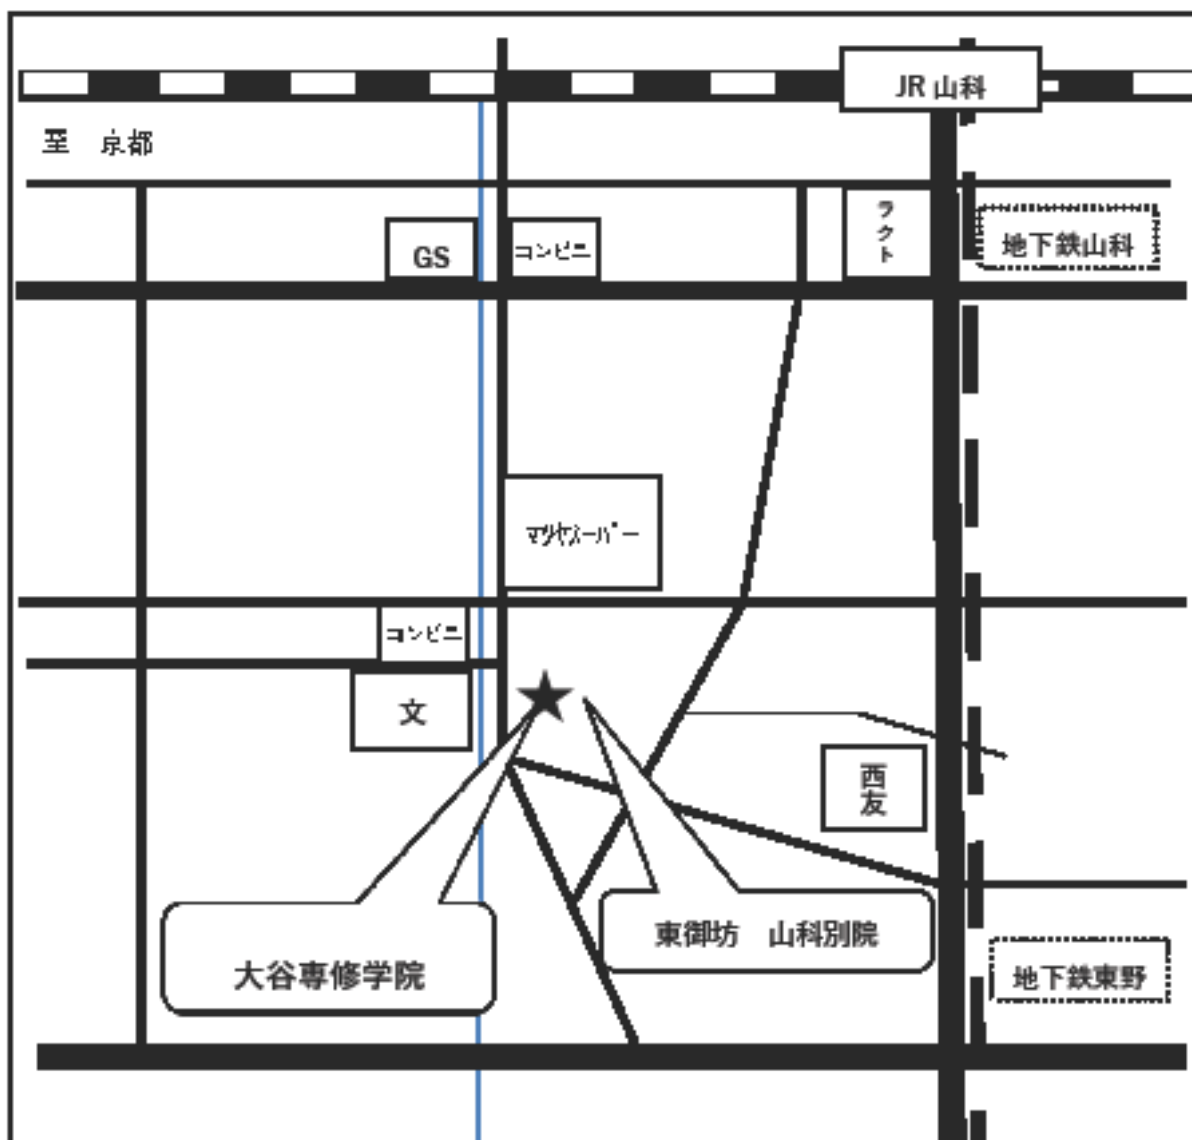 JR 山科
至　京都
ラクト
地下鉄山科
GS
コンビニ
マツヤスーパー
コンビニ
文
西友
東御坊　山科別院
大谷専修学院
地下鉄東野